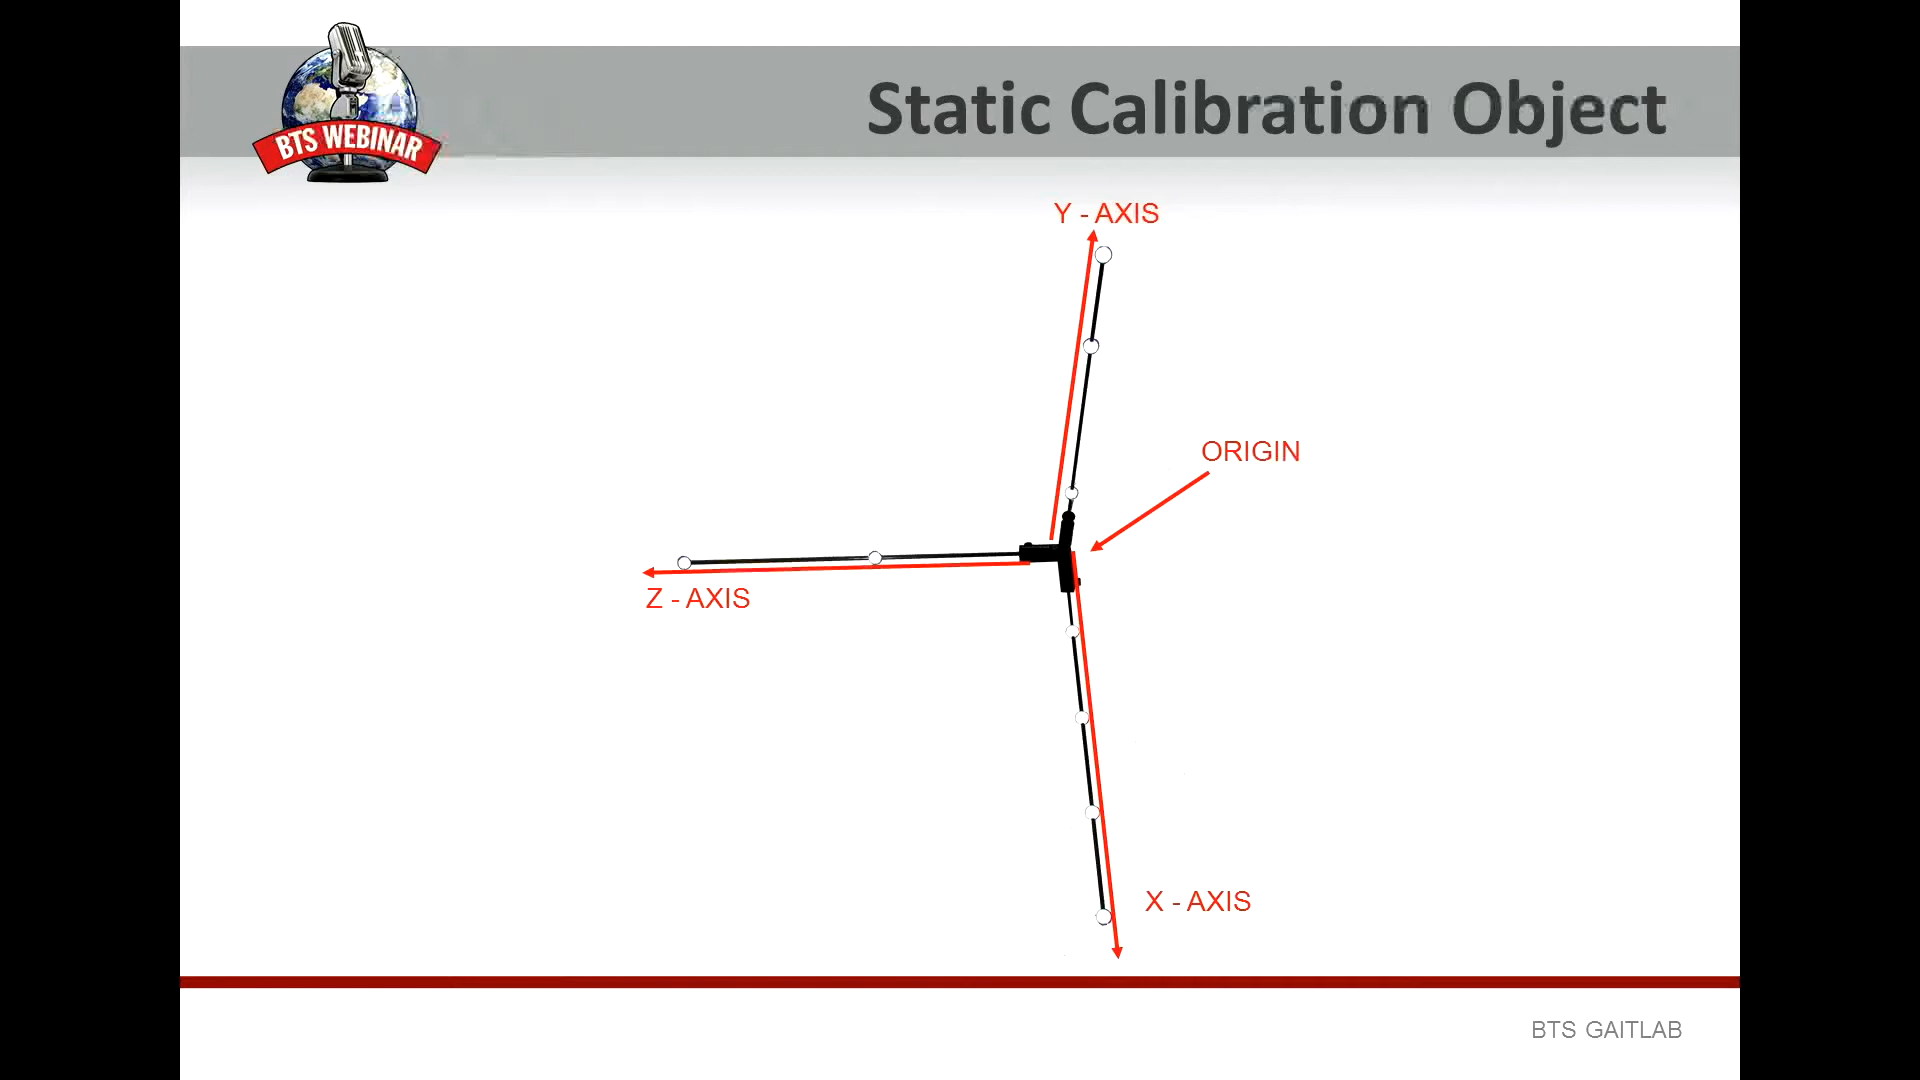 BTS WEBINAR
Static Calibration Object
Y - AXIS
ORIGIN
Z - AXIS
X - AXIS
BTS GAITLAB